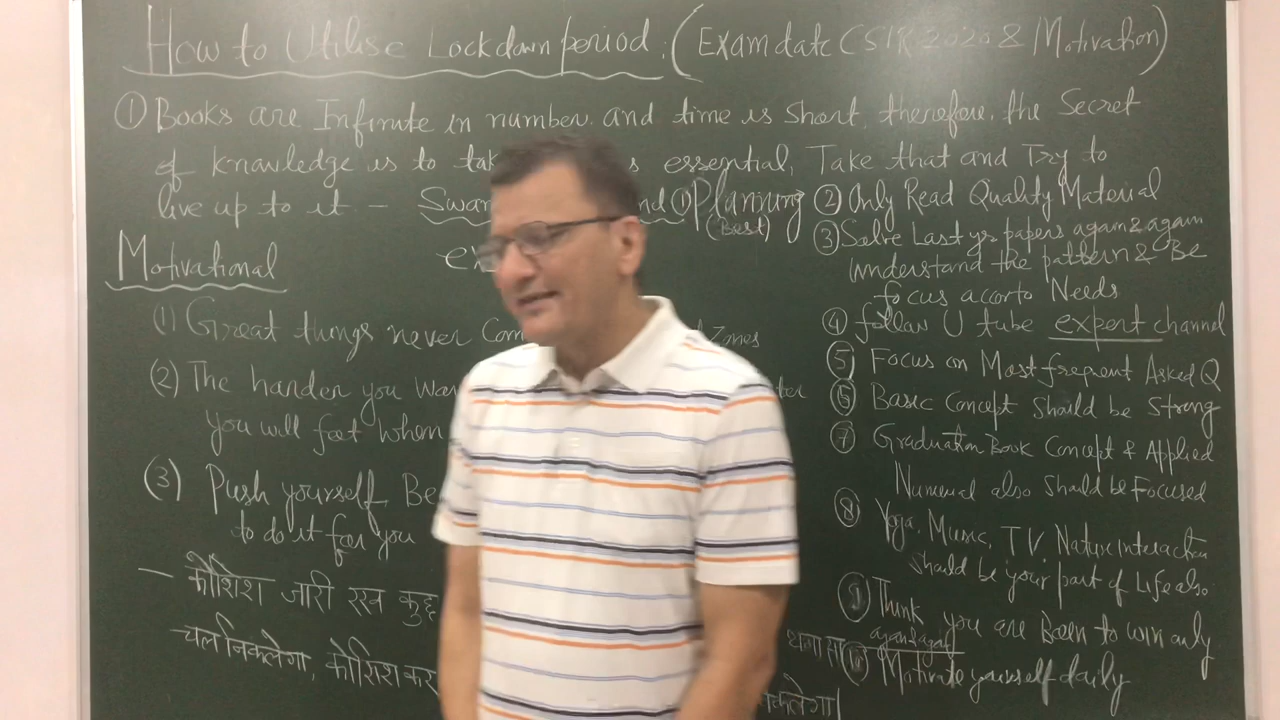 How to Utilise Lockdown period : (Exam date CSIR 2020 & Motivation)
① Books are Infinite in number and time is short, therefore, the Secret
of knowledge is to essential, Take that and Try to
live up to it - 
① Planning
(Best)
Motivational
(1) Great things never Zones
(2) The harder you
you will when
(3) Push yourself
to do it for you
— कोशिश जारी रख कुछ
चल निकलेगा, कोशिश कर
② Only Read Quality Material
③ Solve Last yr papers again & again
understand the pattern & Be
focus accorto Needs
④ follow U tube expert channel
⑤ Focus on Most frequent Asked Q
⑥ Basic Concept should be Strong
⑦ Graduation Book Concept & Applied
also should be Focused
⑧ Yoga, Music, TV, Nature interaction
should be your part of Life also
⑨ Think you are Born to win only
again & again
⑩ Motivate yourself daily